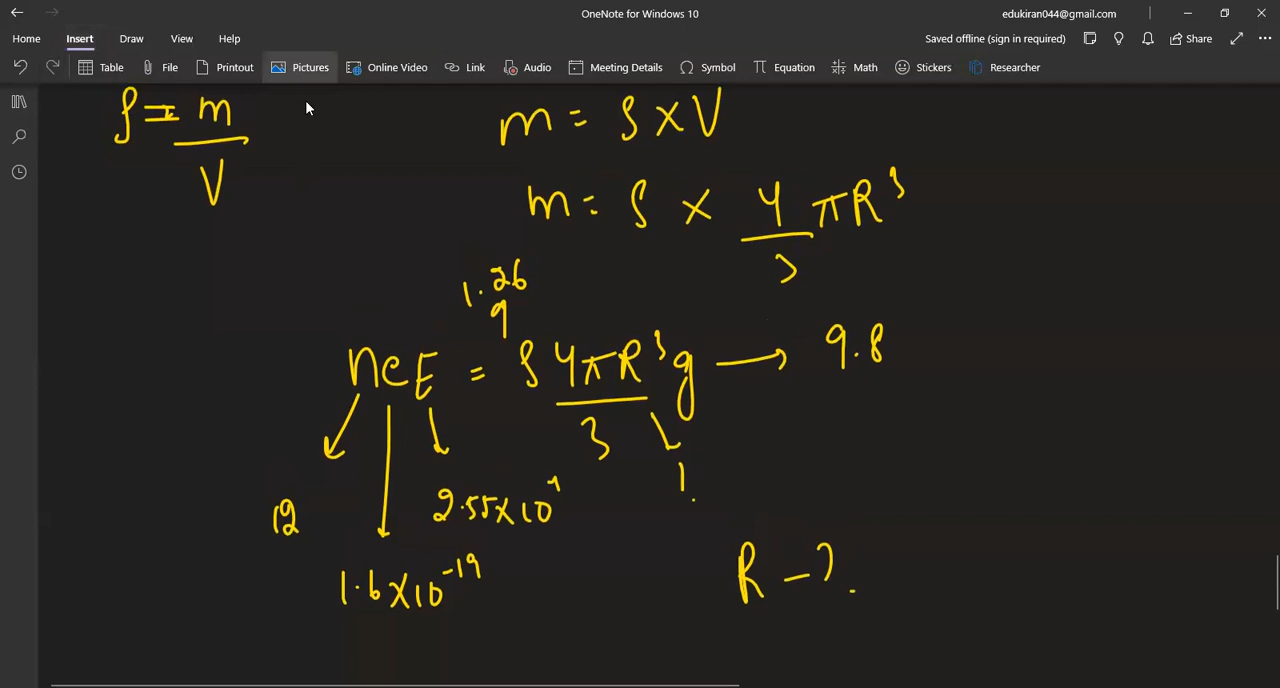 OneNote for Windows 10
edukiran044@gmail.com
Home Insert Draw View Help
Saved offline (sign in required) Share
Table File Printout Pictures Online Video Link Audio Meeting Details Symbol Equation Math Stickers Researcher
ρ = m/V
m = ρ × V
m = ρ × 4/3 πR³
1.26
neE = ρ 4πR³/3 g → 9.8
12
2.55×10⁴
1.6×10⁻¹⁹
R – ?